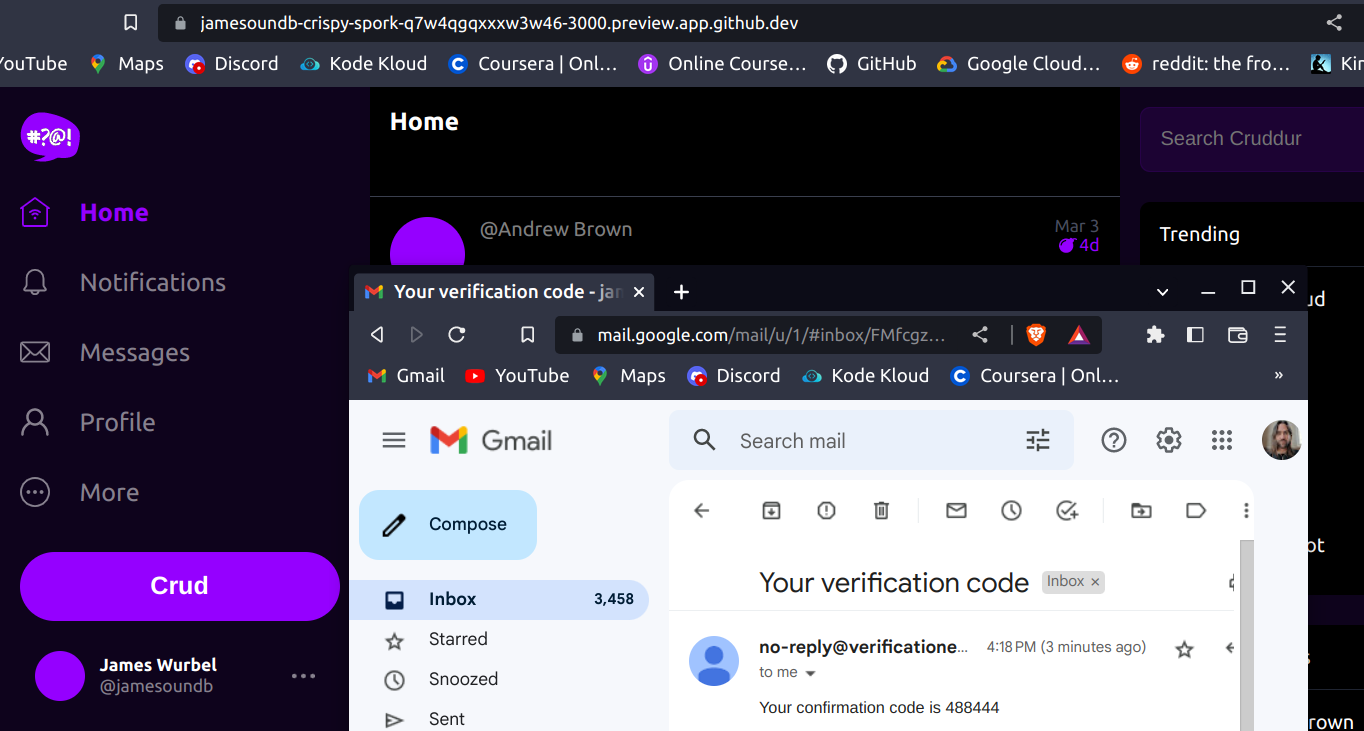 jamesoundb-crispy-spork-q7w4qgqxxxw3w46-3000.preview.app.github.dev
YouTube Maps Discord Kode Kloud Coursera | Onl... Online Course... GitHub Google Cloud... reddit: the fro... Kir
#?@!
Home
Notifications
Messages
Profile
More
Crud
James Wurbel
@jamesoundb
Home
@Andrew Brown
Mar 3
4d
Search Cruddur
Trending
ud
ot
s
rown
Your verification code - jar
mail.google.com/mail/u/1/#inbox/FMfcgz...
Gmail YouTube Maps Discord Kode Kloud Coursera | Onl... »
Gmail
Search mail
Compose
Inbox 3,458
Starred
Snoozed
Sent
Your verification code Inbox ×
no-reply@verificatione... 4:18 PM (3 minutes ago)
to me
Your confirmation code is 488444